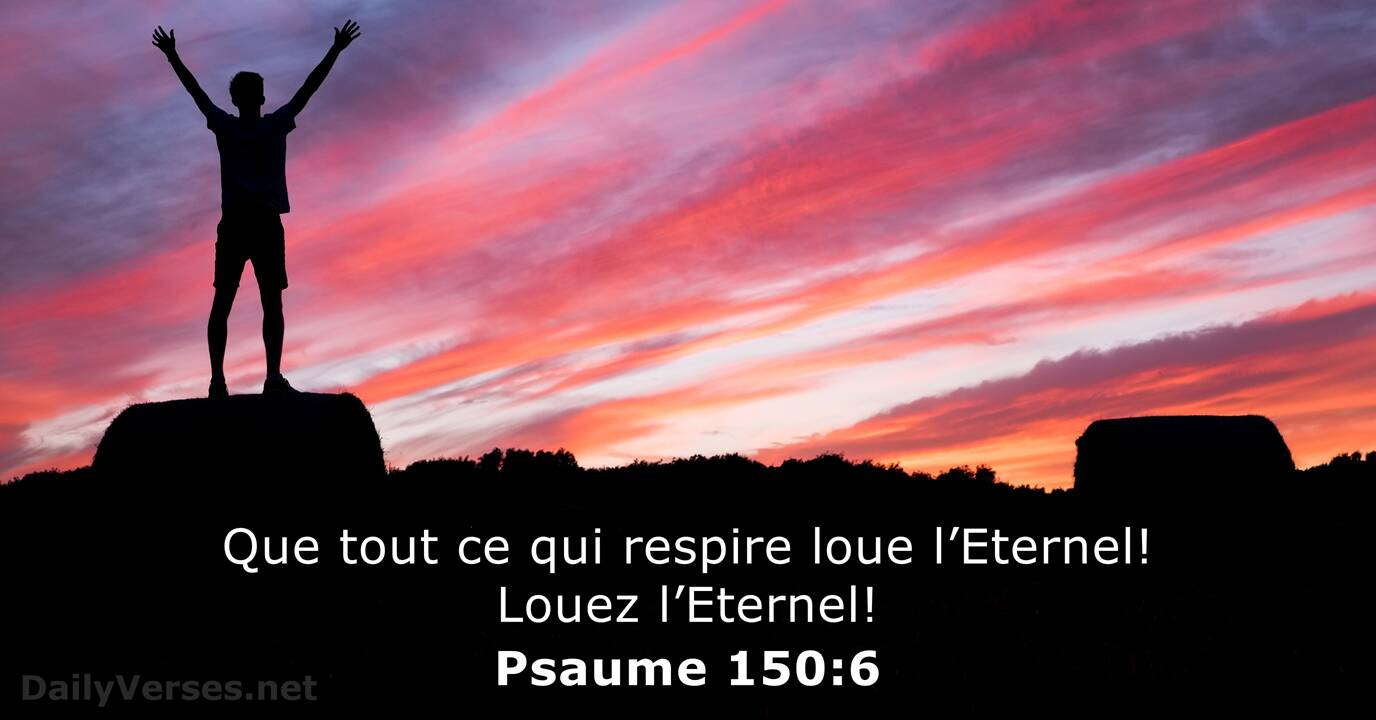 Que tout ce qui respire loue l’Eternel!
Louez l’Eternel!
Psaume 150:6
DailyVerses.net